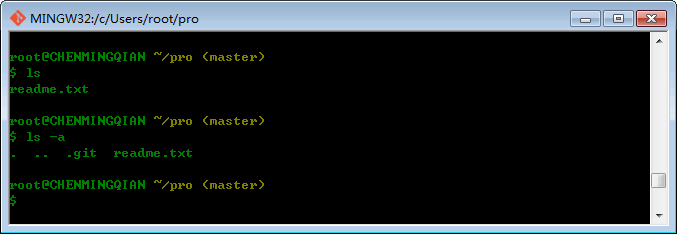 MINGW32:/c/Users/root/pro
root@CHENMINGQIAN ~/pro (master)
$ ls
readme.txt
root@CHENMINGQIAN ~/pro (master)
$ ls -a
.  ..  .git  readme.txt
root@CHENMINGQIAN ~/pro (master)
$